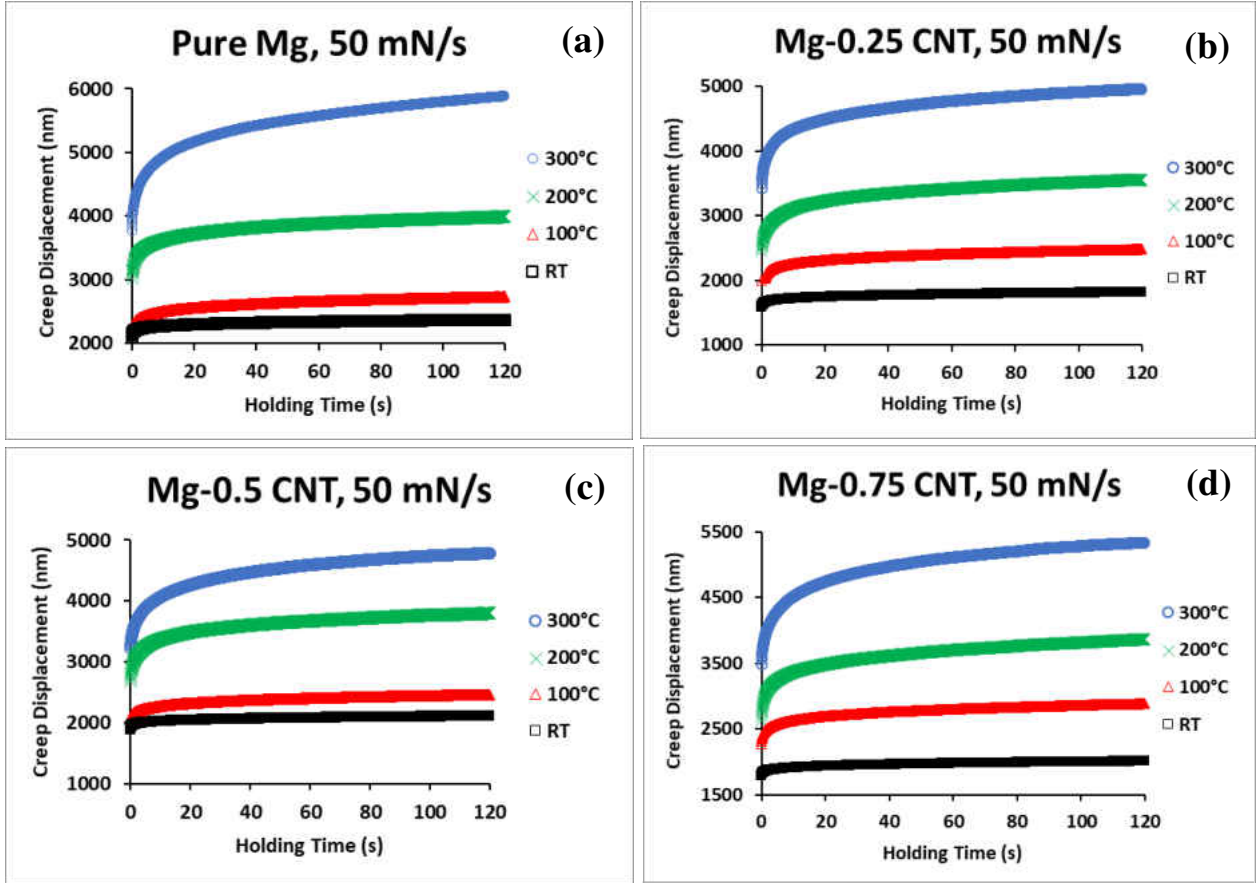 Pure Mg, 50 mN/s
(a)
Creep Displacement (nm)
6000
5000
4000
3000
2000
0 20 40 60 80 100 120
Holding Time (s)
300°C
200°C
100°C
RT
Mg-0.25 CNT, 50 mN/s
(b)
Creep Displacement (nm)
5000
4000
3000
2000
1000
0 20 40 60 80 100 120
Holding Time (s)
300°C
200°C
100°C
RT
Mg-0.5 CNT, 50 mN/s
(c)
Creep Displacement (nm)
5000
4000
3000
2000
1000
0 20 40 60 80 100 120
Holding Time (s)
300°C
200°C
100°C
RT
Mg-0.75 CNT, 50 mN/s
(d)
Creep Displacement (nm)
5500
4500
3500
2500
1500
0 20 40 60 80 100 120
Holding Time (s)
300°C
200°C
100°C
RT